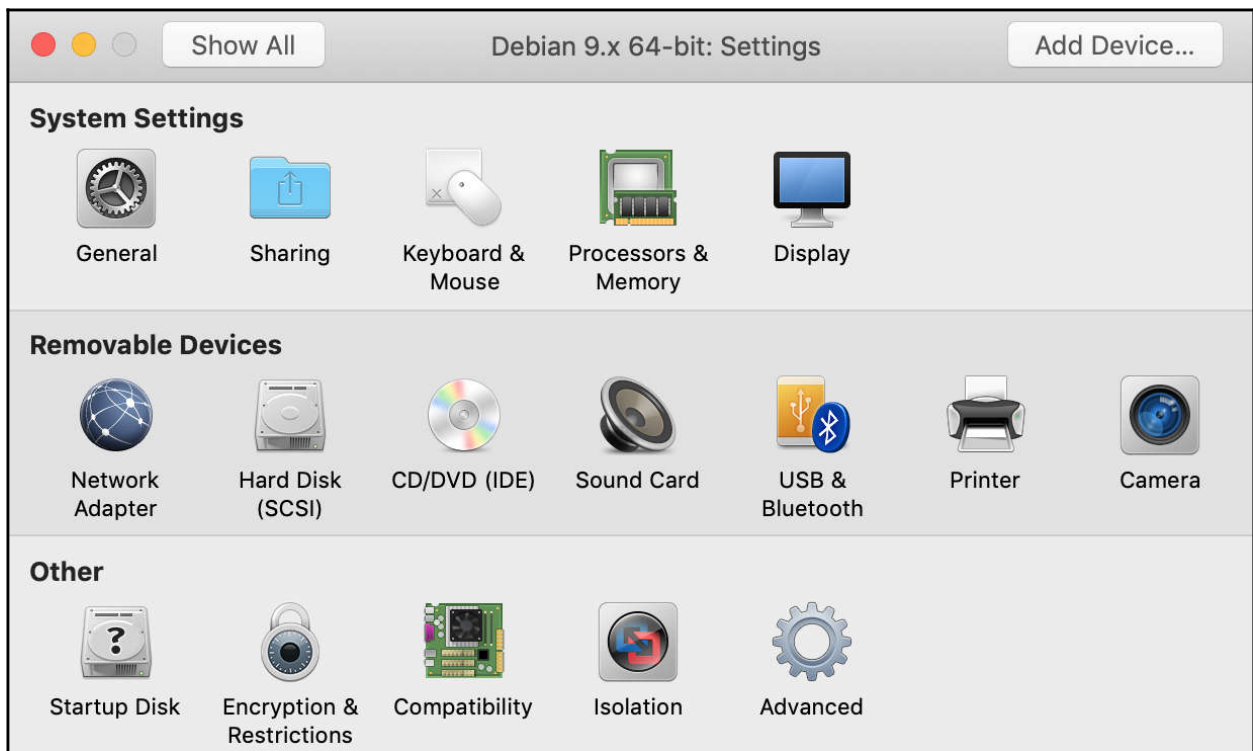 Show All
Debian 9.x 64-bit: Settings
Add Device...
System Settings
General
Sharing
Keyboard &
Mouse
Processors &
Memory
Display
Removable Devices
Network
Adapter
Hard Disk
(SCSI)
CD/DVD (IDE)
Sound Card
USB &
Bluetooth
Printer
Camera
Other
?
Startup Disk
Encryption &
Restrictions
Compatibility
Isolation
Advanced